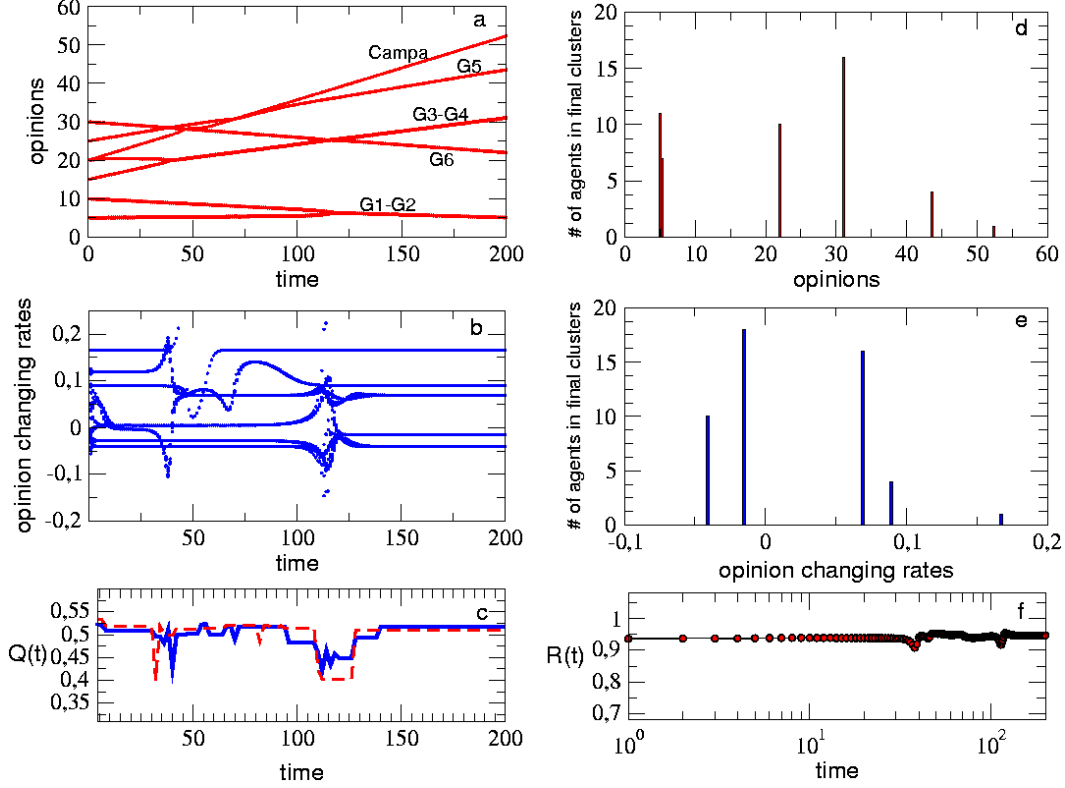 a
60
50
40
30
20
10
0
opinions
Campa
G5
G3-G4
G6
G1-G2
0 50 100 150 200
time
d
20
15
10
5
0
# of agents in final clusters
0 10 20 30 40 50 60
opinions
b
0,2
0,1
0
-0,1
-0,2
opinion changing rates
0 50 100 150 200
time
e
20
15
10
5
0
# of agents in final clusters
-0,1 0 0,1 0,2
opinion changing rates
c
0,55
0,5
0,45
0,4
0,35
Q(t)
50 100 150 200
time
f
1
0,9
0,8
0,7
R(t)
10^0 10^1 10^2
time